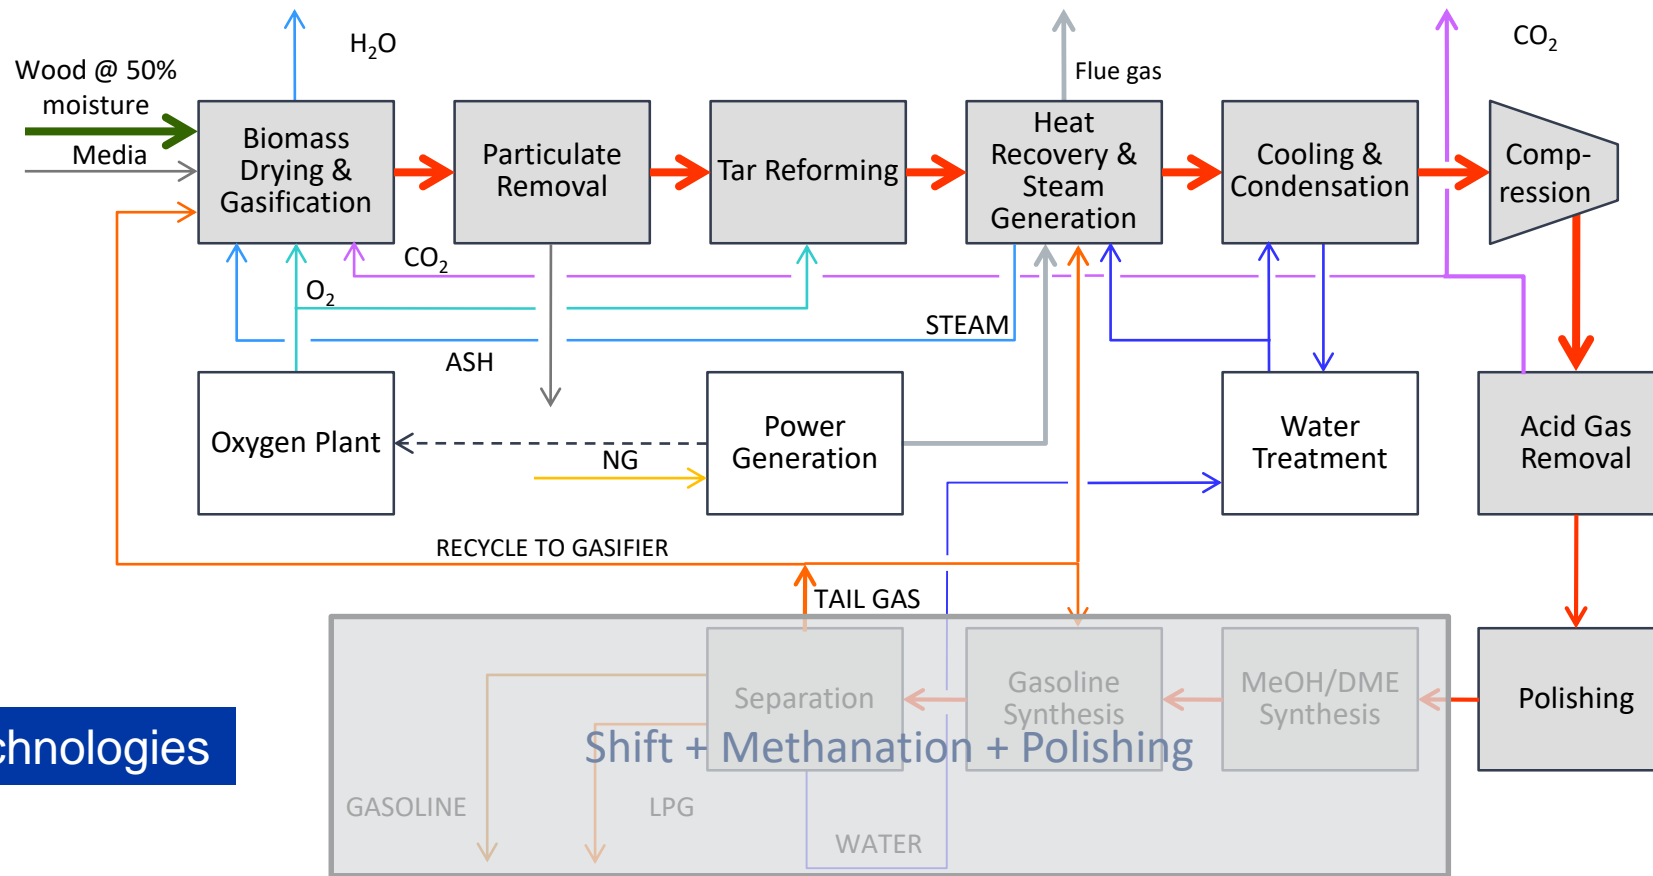 H₂O
CO₂
Wood @ 50%
moisture
Flue gas
Media
Biomass
Drying &
Gasification
Particulate
Removal
Tar Reforming
Heat
Recovery &
Steam
Generation
Cooling &
Condensation
Comp-
ression
CO₂
O₂
STEAM
ASH
Oxygen Plant
Power
Generation
NG
Water
Treatment
Acid Gas
Removal
RECYCLE TO GASIFIER
TAIL GAS
Separation
Gasoline
Synthesis
MeOH/DME
Synthesis
Polishing
Shift + Methanation + Polishing
chnologies
GASOLINE
LPG
WATER